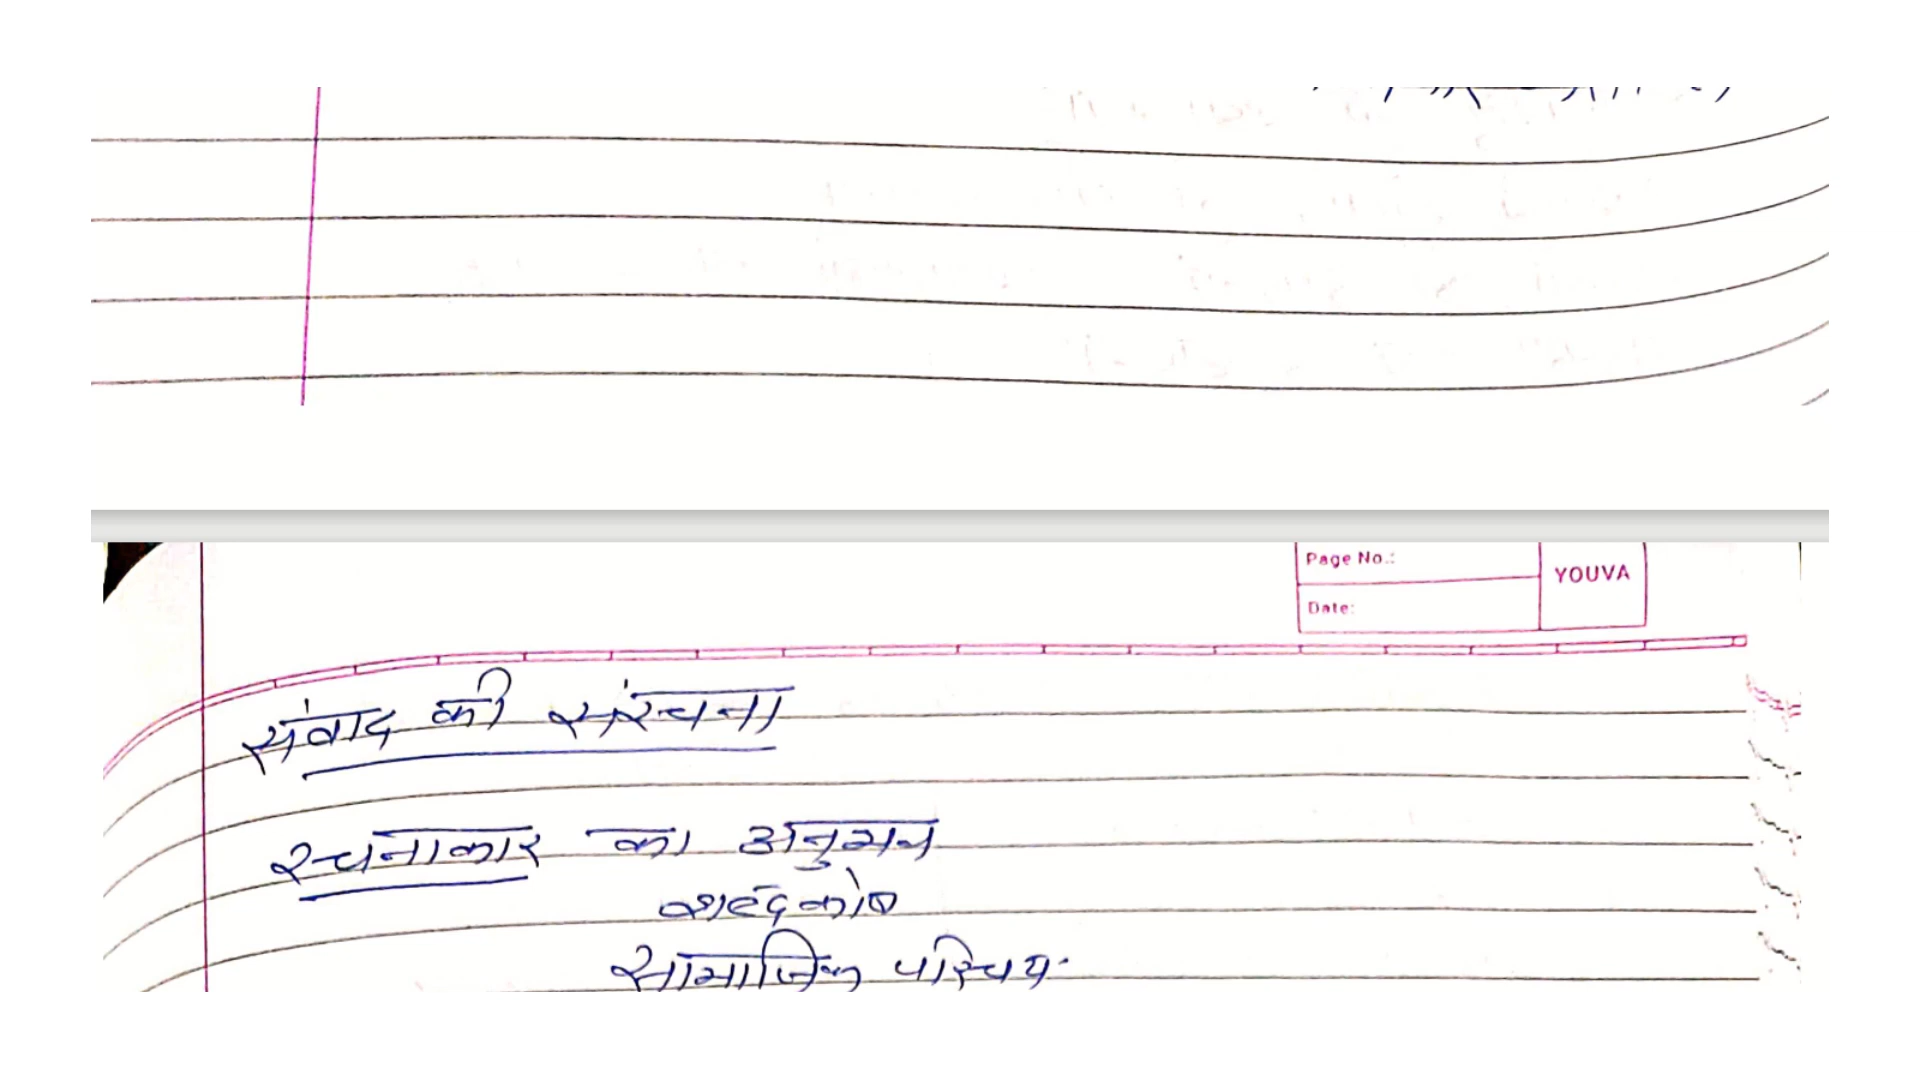 Page No.:
YOUVA
Date:
संवाद की संरचना
रचनाकार का अनुभव
शब्दकोष
सामाजिक परिचय